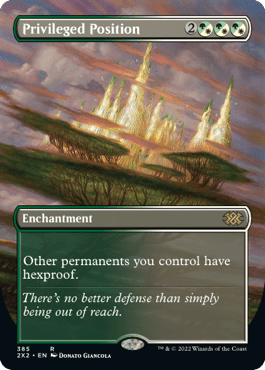 Privileged Position 2
Enchantment
Other permanents you control have
hexproof.
There's no better defense than simply
being out of reach.
385 R
2X2 • EN Donato Giancola
™ & © 2022 Wizards of the Coast